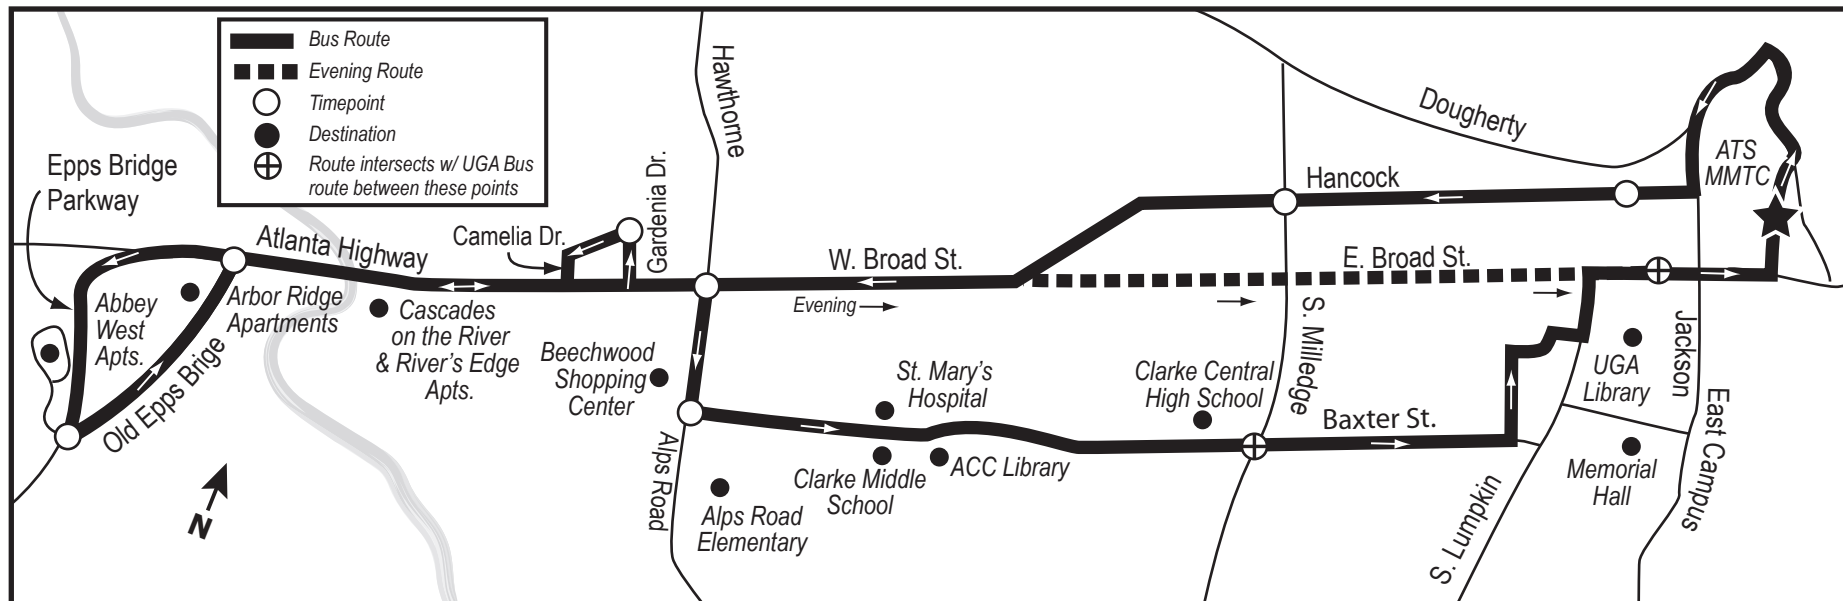 Bus Route
Evening Route
Timepoint
Destination
Route intersects w/ UGA Bus
route between these points
Epps Bridge
Parkway
Atlanta Highway
Camelia Dr.
Gardenia Dr.
Hawthorne
W. Broad St.
Evening
E. Broad St.
Hancock
Dougherty
ATS
MMTC
Abbey
West
Apts.
Arbor Ridge
Apartments
Old Epps Brige
Cascades
on the River
& River's Edge
Apts.
Beechwood
Shopping
Center
St. Mary's
Hospital
Clarke Central
High School
S. Milledge
Baxter St.
UGA
Library
Jackson
East Campus
Memorial
Hall
S. Lumpkin
Alps Road
Alps Road
Elementary
Clarke Middle
School
ACC Library
N